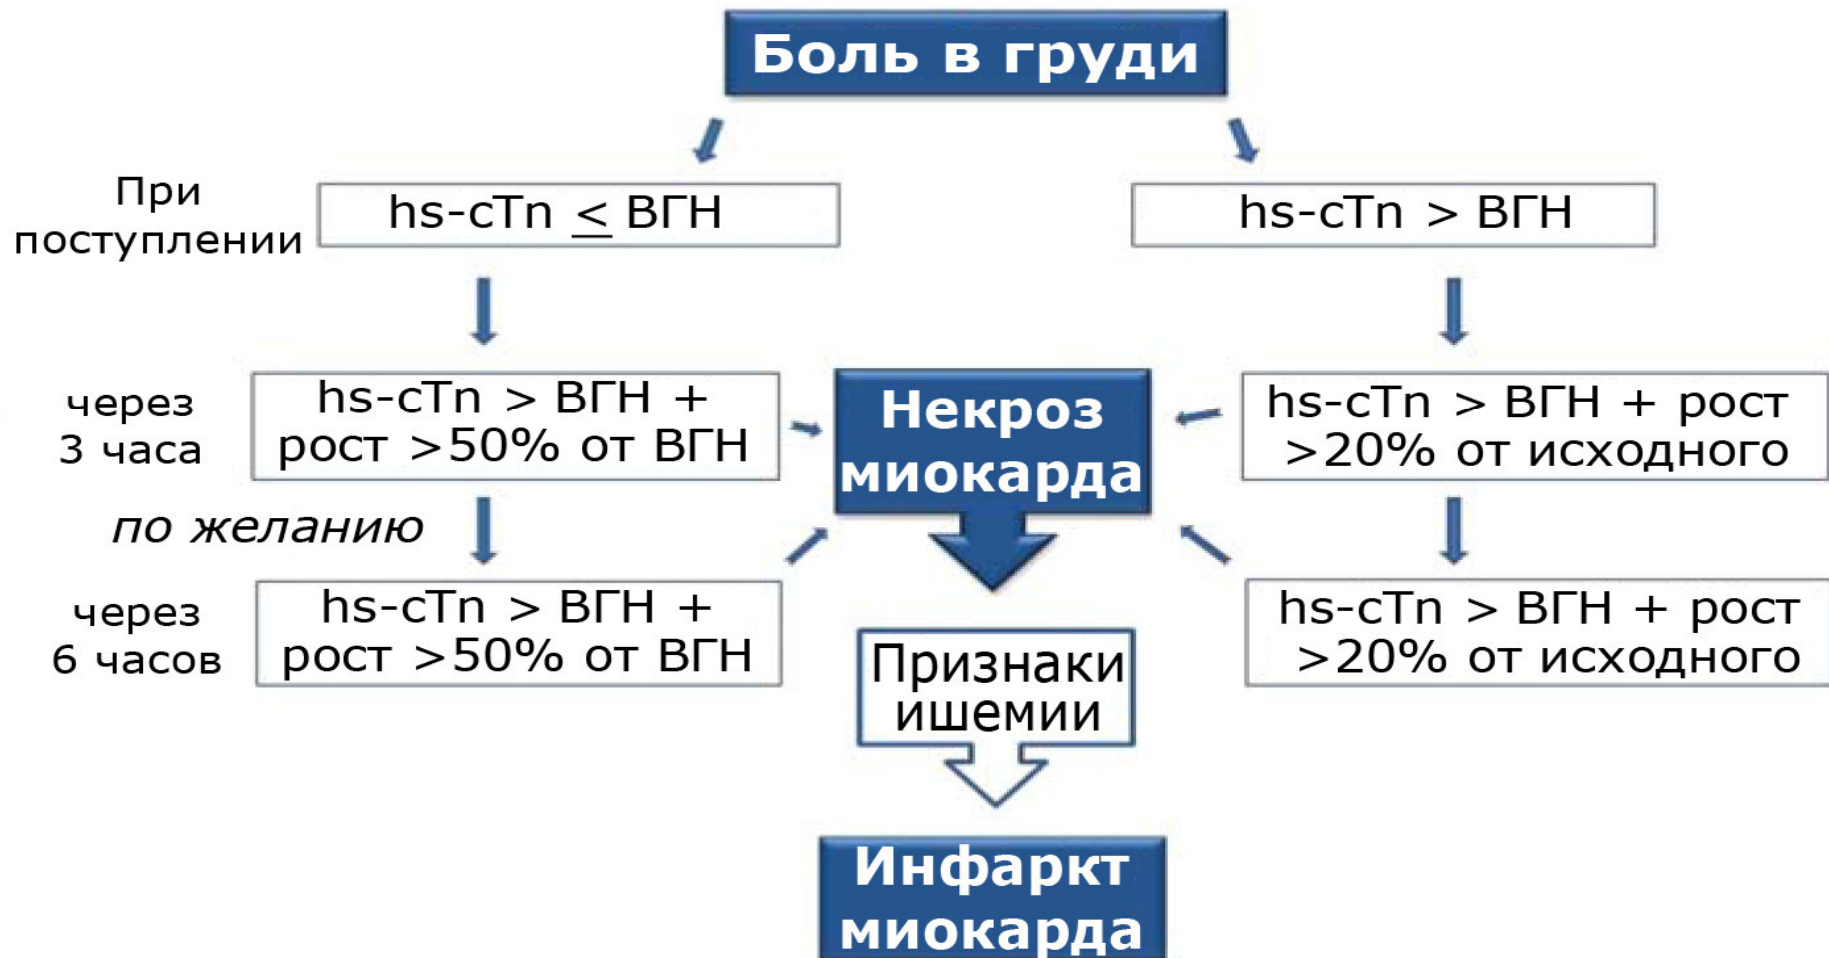 Боль в груди
При
поступлении
hs-cTn ≤ ВГН
hs-cTn > ВГН
через
3 часа
hs-cTn > ВГН +
рост >50% от ВГН
Некроз
миокарда
hs-cTn > ВГН + рост
>20% от исходного
по желанию
через
6 часов
hs-cTn > ВГН +
рост >50% от ВГН
Признаки
ишемии
hs-cTn > ВГН + рост
>20% от исходного
Инфаркт
миокарда